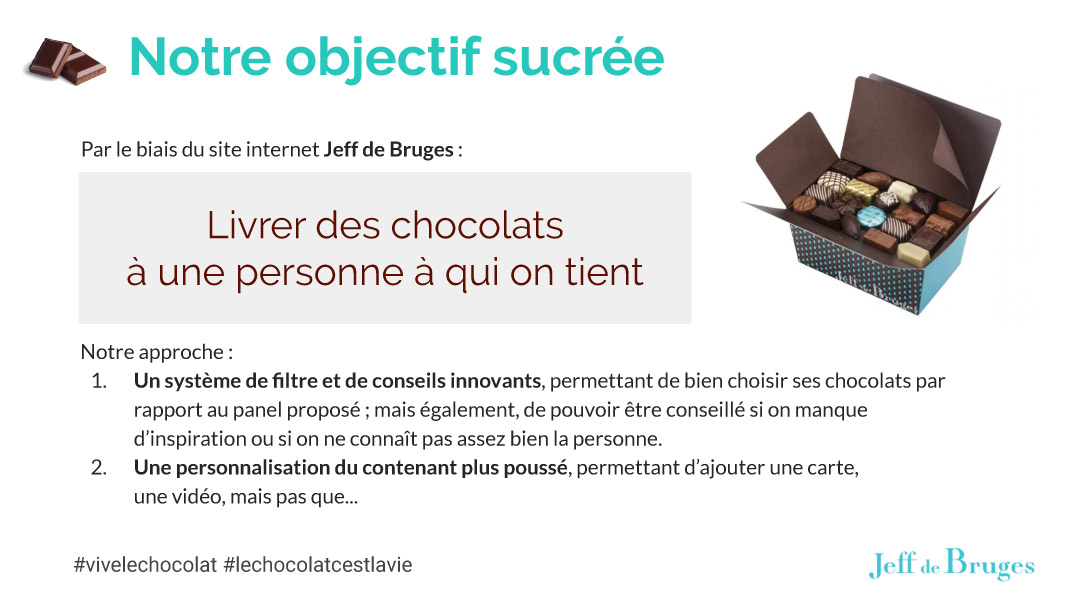 Notre objectif sucrée
Par le biais du site internet Jeff de Bruges :
Livrer des chocolats
à une personne à qui on tient
Notre approche :
1. Un système de filtre et de conseils innovants, permettant de bien choisir ses chocolats par
rapport au panel proposé ; mais également, de pouvoir être conseillé si on manque
d’inspiration ou si on ne connaît pas assez bien la personne.
2. Une personnalisation du contenant plus poussé, permettant d’ajouter une carte,
une vidéo, mais pas que...
#vivelechocolat #lechocolatcestlavie
Jeff de Bruges